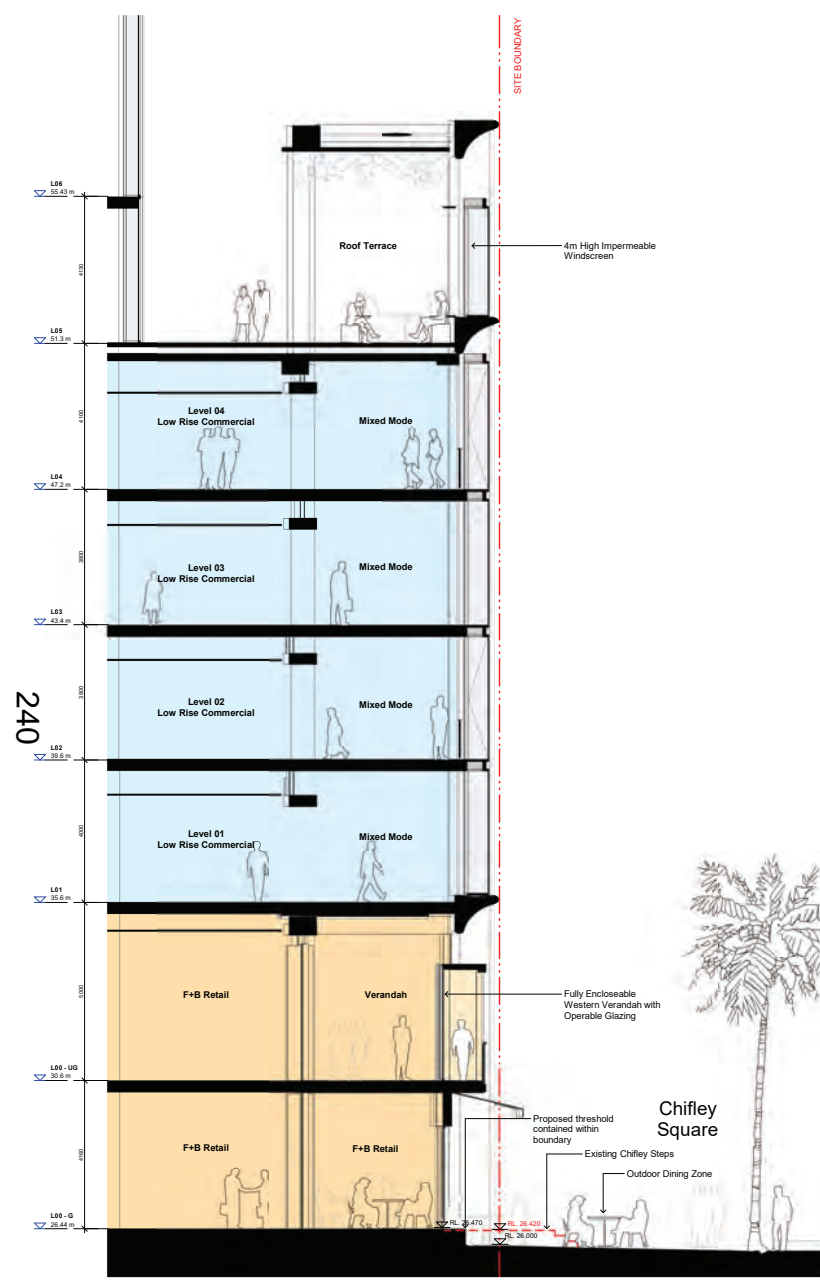 SITE BOUNDARY
L06
55.43 m
4130
Roof Terrace
4m High Impermeable
Windscreen
L05
51.3 m
4100
Level 04
Low Rise Commercial
Mixed Mode
L04
47.2 m
3800
Level 03
Low Rise Commercial
Mixed Mode
L03
43.4 m
3800
Level 02
Low Rise Commercial
Mixed Mode
240
L02
39.6 m
4000
Level 01
Low Rise Commercial
Mixed Mode
L01
35.6 m
5000
F+B Retail
Verandah
Fully Encloseable
Western Verandah with
Operable Glazing
L00 - UG
30.6 m
4160
F+B Retail
F+B Retail
Proposed threshold
contained within
boundary
Chifley
Square
Existing Chifley Steps
Outdoor Dining Zone
L00 - G
26.44 m
RL. 26.470
RL. 26.420
RL. 26.000